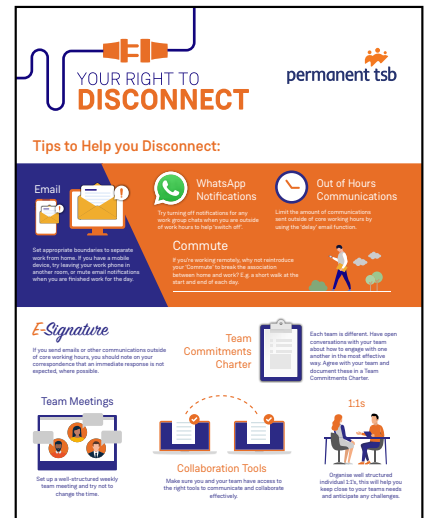 YOUR RIGHT TO
DISCONNECT
permanent tsb
Tips to Help you Disconnect:
Email
Set appropriate boundaries to separate
work from home. If you have a mobile
device, try leaving your work phone in
another room, or mute email notifications
when you are finished work for the day.
WhatsApp
Notifications
Try turning off notifications for any
work group chats when you are outside
of work hours to help 'switch off'.
Out of Hours
Communications
Limit the amount of communications
sent outside of core working hours by
using the 'delay' email function.
Commute
If you're working remotely, why not reintroduce
your 'Commute' to break the association
between home and work? E.g. a short walk at the
start and end of each day.
E-Signature
If you send emails or other communications outside
of core working hours, you should note on your
correspondence that an immediate response is not
expected, where possible.
Team
Commitments
Charter
Each team is different. Have open
conversations with your team
about how to engage with one
another in the most effective
way. Agree with your team and
document these in a Team
Commitments Charter.
Team Meetings
Set up a well-structured weekly
team meeting and try not to
change the time.
Collaboration Tools
Make sure you and your team have access to
the right tools to communicate and collaborate
effectively.
1:1s
Organise well structured
individual 1:1's, this will help you
keep close to your teams needs
and anticipate any challenges.